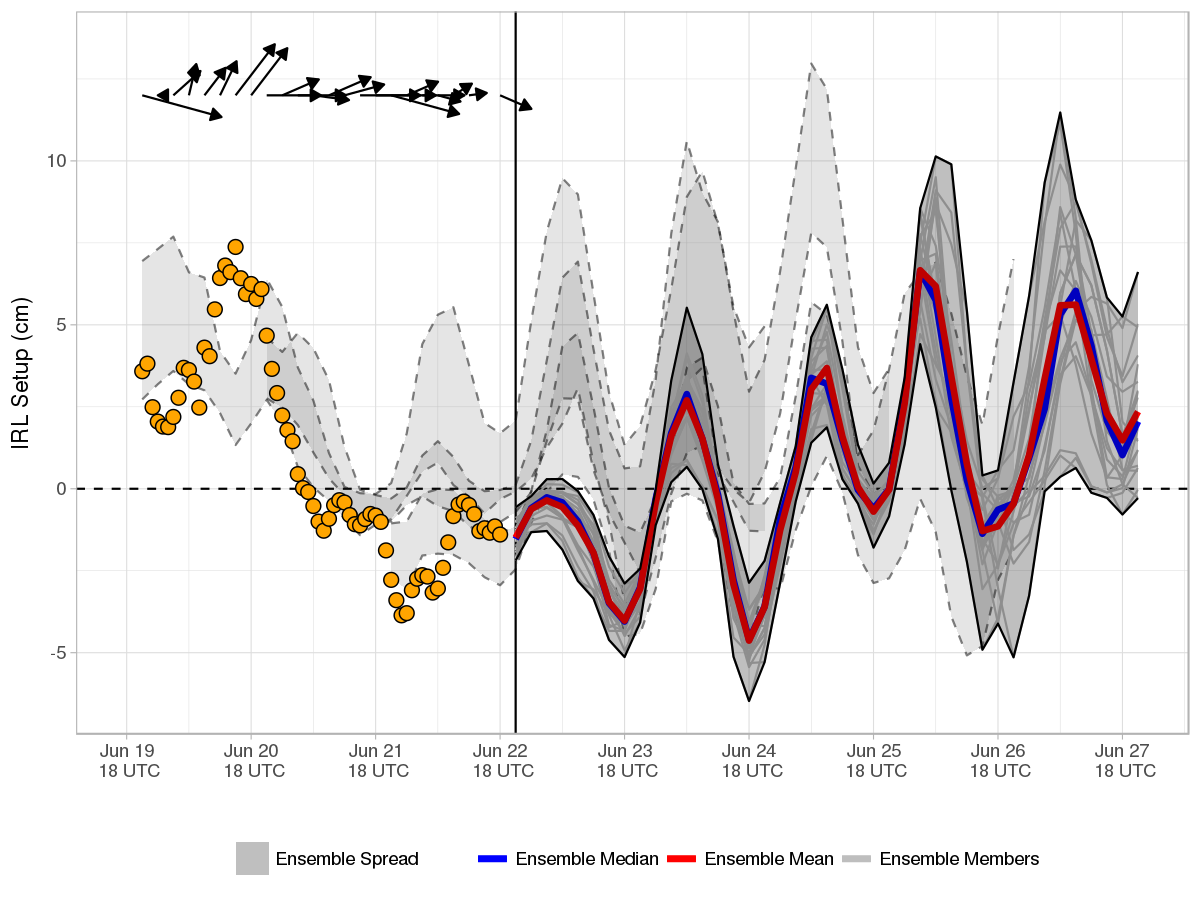 IRL Setup (cm)
10
5
0
-5
Jun 19
18 UTC
Jun 20
18 UTC
Jun 21
18 UTC
Jun 22
18 UTC
Jun 23
18 UTC
Jun 24
18 UTC
Jun 25
18 UTC
Jun 26
18 UTC
Jun 27
18 UTC
Ensemble Spread
Ensemble Median
Ensemble Mean
Ensemble Members